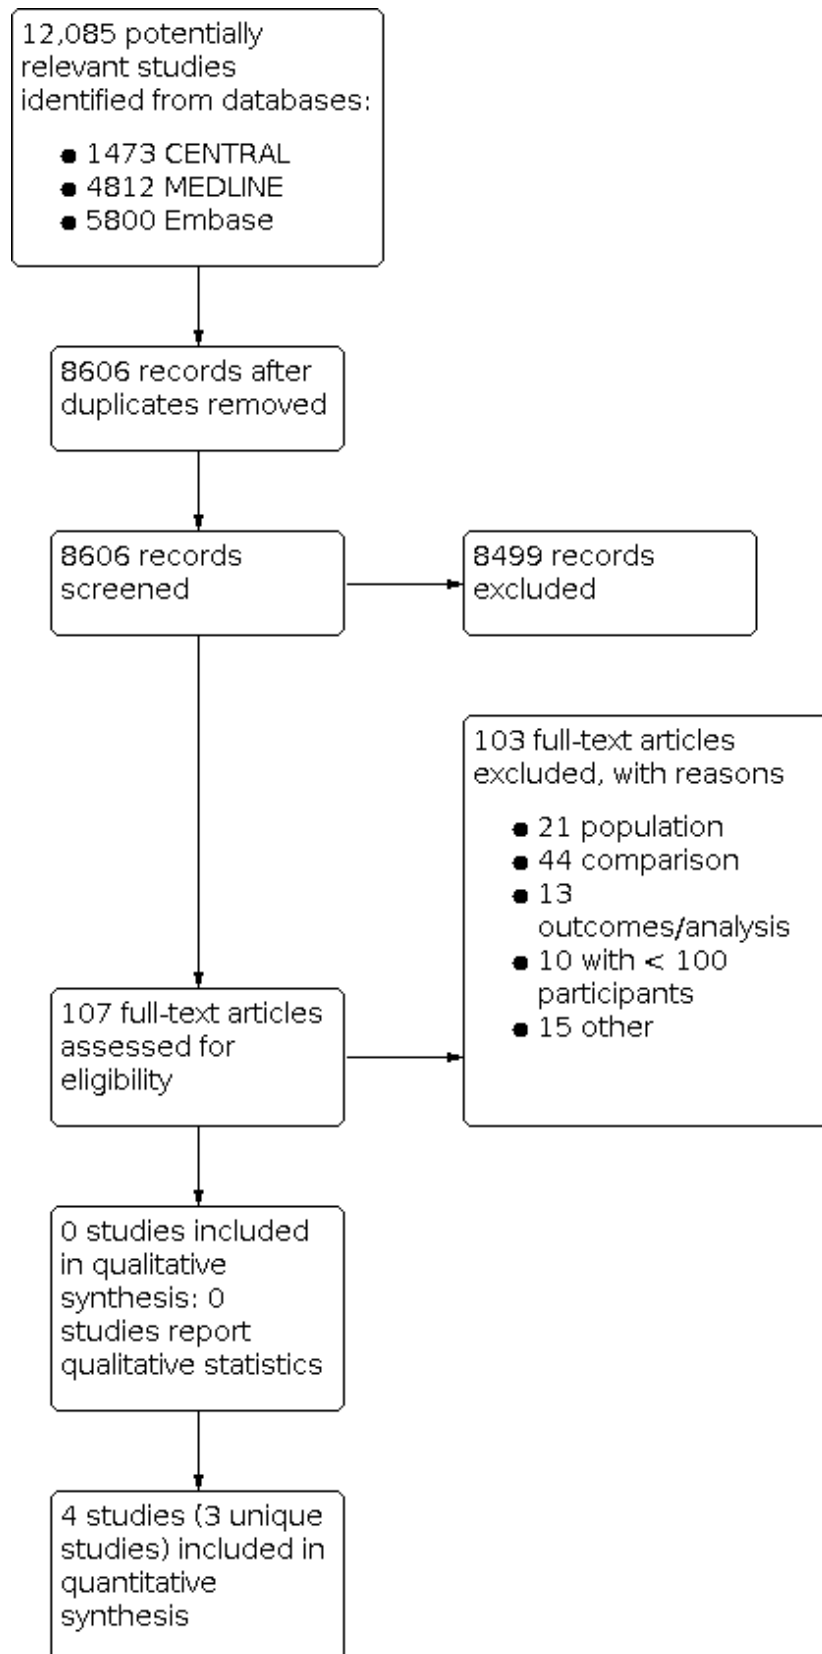 12,085 potentially
relevant studies
identified from databases:
● 1473 CENTRAL
● 4812 MEDLINE
● 5800 Embase
8606 records after
duplicates removed
8606 records
screened
8499 records
excluded
103 full-text articles
excluded, with reasons
● 21 population
● 44 comparison
● 13
outcomes/analysis
● 10 with < 100
participants
● 15 other
107 full-text articles
assessed for
eligibility
0 studies included
in qualitative
synthesis: 0
studies report
qualitative statistics
4 studies (3 unique
studies) included in
quantitative
synthesis